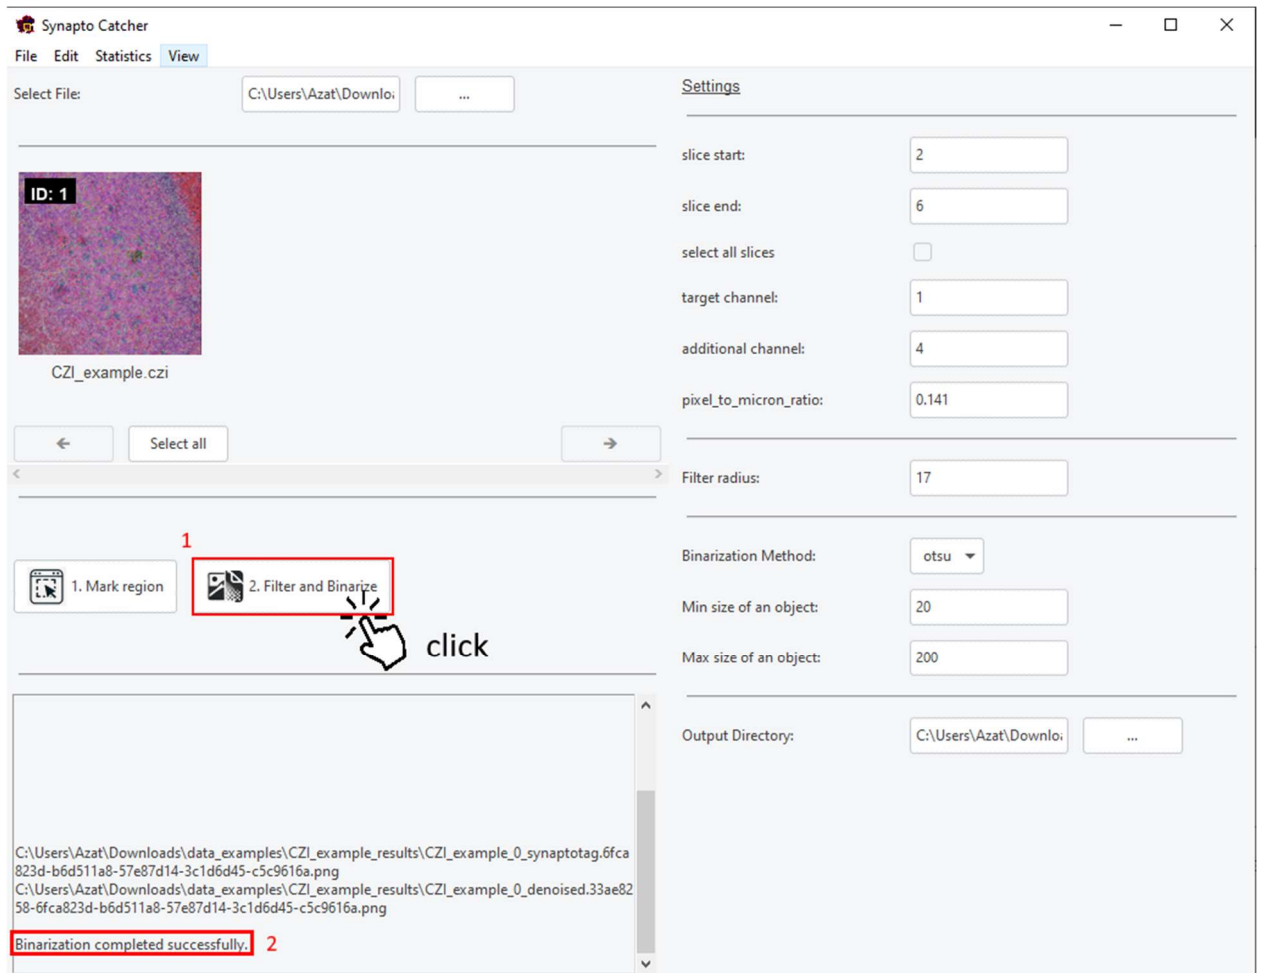 Synapto Catcher
File Edit Statistics View
Select File:
C:\Users\Azat\Downlo
...
ID: 1
CZI_example.czi
Select all
1
1. Mark region
2. Filter and Binarize
click
C:\Users\Azat\Downloads\data_examples\CZI_example_results\CZI_example_0_synaptotag.6fca
823d-b6d511a8-57e87d14-3c1d6d45-c5c9616a.png
C:\Users\Azat\Downloads\data_examples\CZI_example_results\CZI_example_0_denoised.33ae82
58-6fca823d-b6d511a8-57e87d14-3c1d6d45-c5c9616a.png
Binarization completed successfully.
2
Settings
slice start: 2
slice end: 6
select all slices
target channel: 1
additional channel: 4
pixel_to_micron_ratio: 0.141
Filter radius: 17
Binarization Method: otsu
Min size of an object: 20
Max size of an object: 200
Output Directory: C:\Users\Azat\Downlo ...